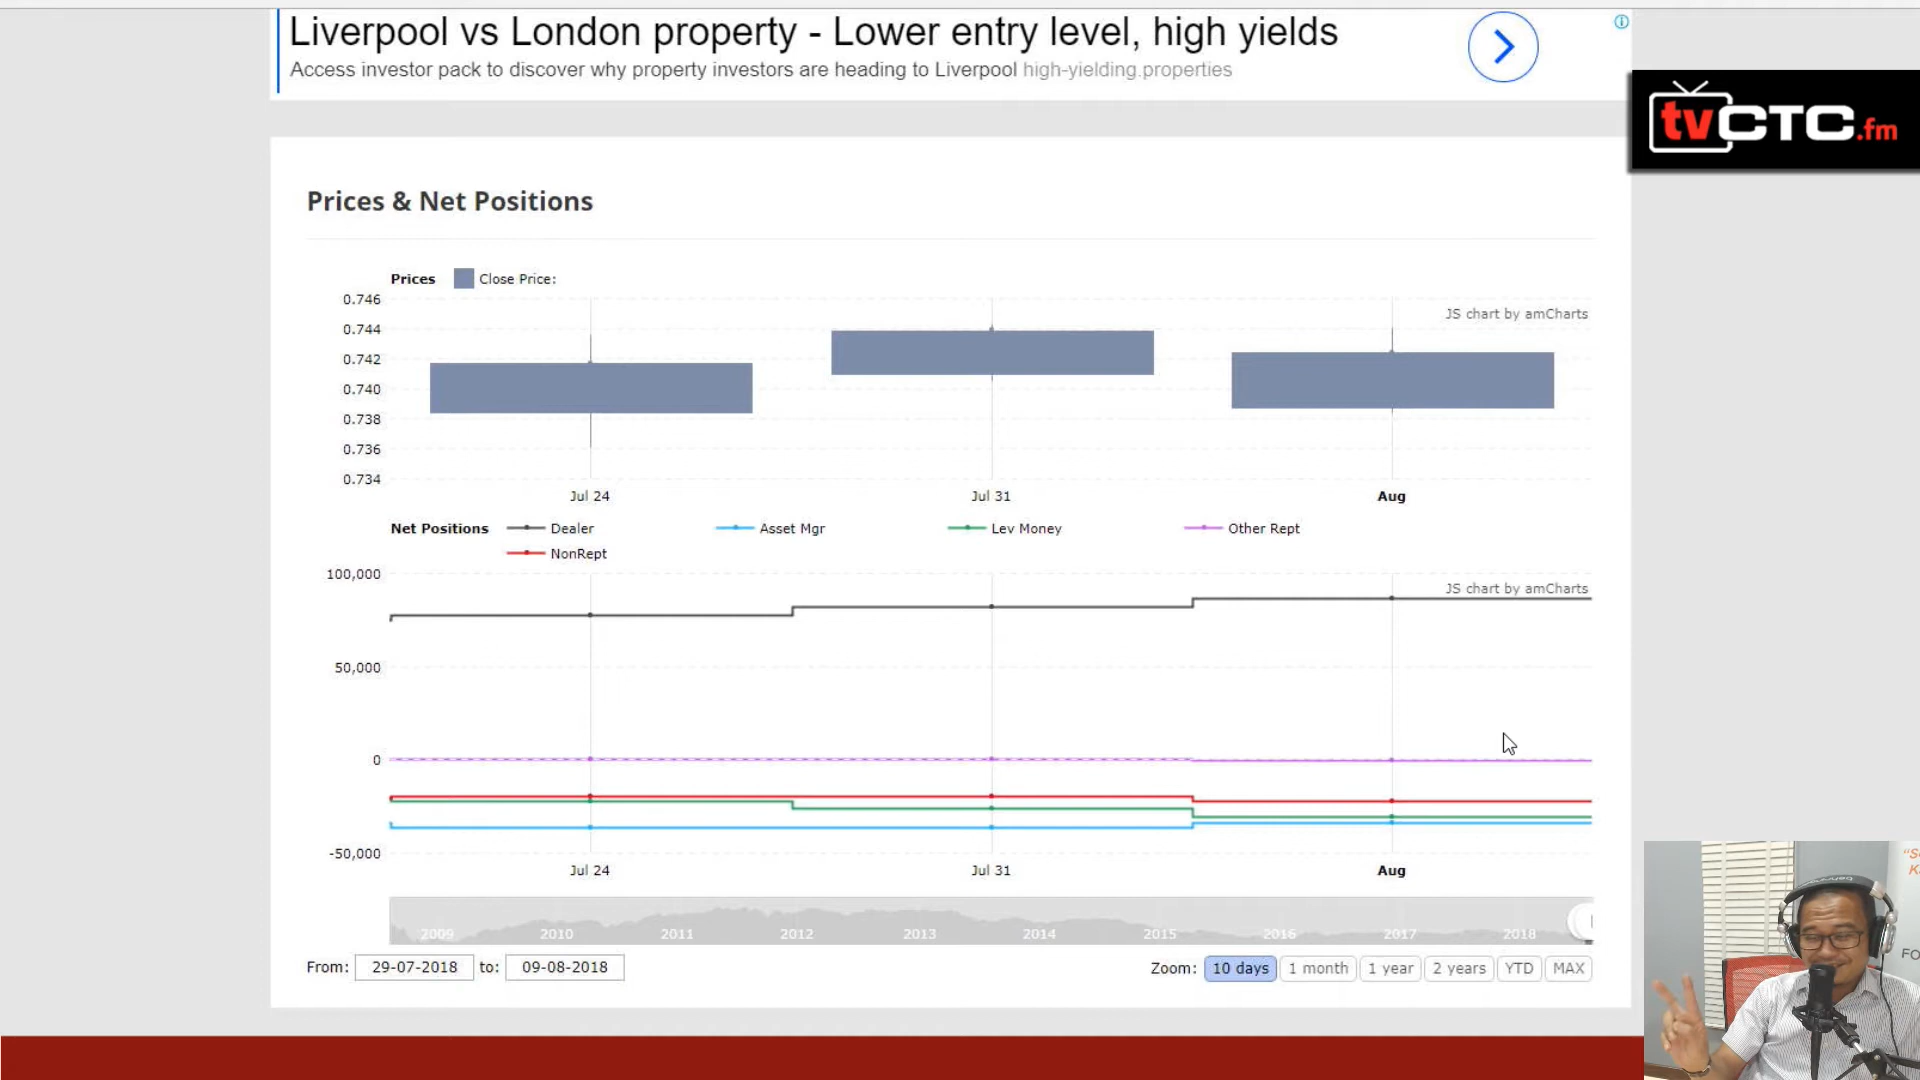 Liverpool vs London property - Lower entry level, high yields
Access investor pack to discover why property investors are heading to Liverpool high-yielding.properties
tvCTC.fm
Prices & Net Positions
Prices Close Price:
JS chart by amCharts
0.746
0.744
0.742
0.740
0.738
0.736
0.734
Jul 24 Jul 31 Aug
Net Positions Dealer Asset Mgr Lev Money Other Rept
NonRept
JS chart by amCharts
100,000
50,000
0
-50,000
Jul 24 Jul 31 Aug
2009 2010 2011 2012 2013 2014 2015 2016 2017 2018
From: 29-07-2018 to: 09-08-2018
Zoom: 10 days 1 month 1 year 2 years YTD MAX